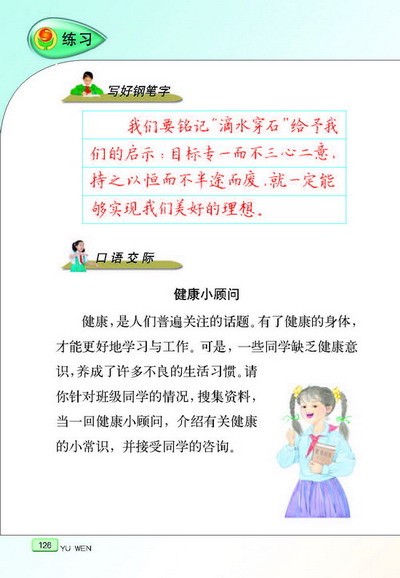 练习
写好钢笔字
我们要铭记“滴水穿石”给予我
们的启示：目标专一而不三心二意，
持之以恒而不半途而废，就一定能
够实现我们美好的理想。
口语交际
健康小顾问
健康，是人们普遍关注的话题。有了健康的身体，
才能更好地学习与工作。可是，一些同学缺乏健康意
识，养成了许多不良的生活习惯。请
你针对班级同学的情况，搜集资料，
当一回健康小顾问，介绍有关健康
的小常识，并接受同学的咨询。
126 YU WEN